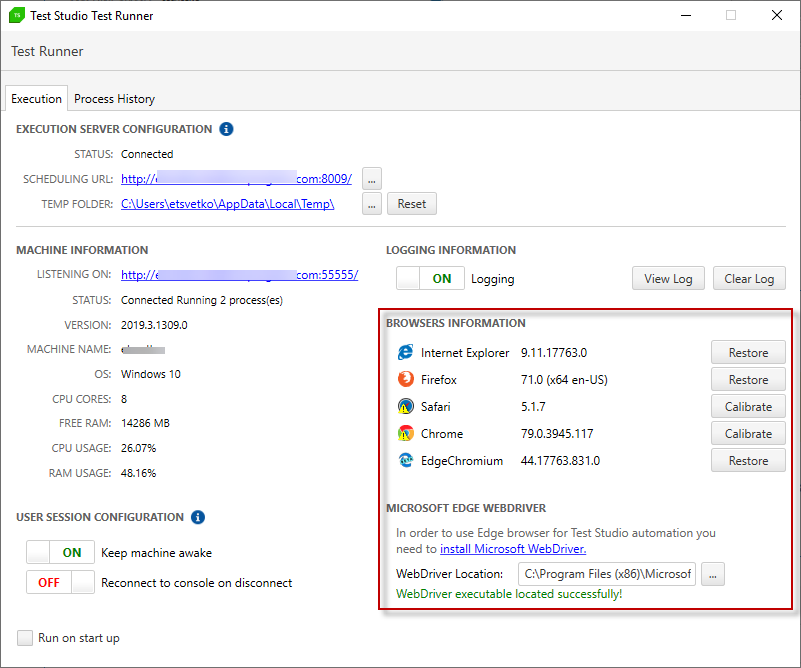 TS Test Studio Test Runner
Test Runner
Execution Process History
EXECUTION SERVER CONFIGURATION i
STATUS: Connected
SCHEDULING URL: http:// com:8009/ ...
TEMP FOLDER: C:\Users\etsvetko\AppData\Local\Temp\ ... Reset
MACHINE INFORMATION
LISTENING ON: http:// com:55555/
STATUS: Connected Running 2 process(es)
VERSION: 2019.3.1309.0
MACHINE NAME:
OS: Windows 10
CPU CORES: 8
FREE RAM: 14286 MB
CPU USAGE: 26.07%
RAM USAGE: 48.16%
USER SESSION CONFIGURATION i
ON Keep machine awake
OFF Reconnect to console on disconnect
Run on start up
LOGGING INFORMATION
ON Logging View Log Clear Log
BROWSERS INFORMATION
Internet Explorer 9.11.17763.0 Restore
Firefox 71.0 (x64 en-US) Restore
Safari 5.1.7 Calibrate
Chrome 79.0.3945.117 Calibrate
EdgeChromium 44.17763.831.0 Restore
MICROSOFT EDGE WEBDRIVER
In order to use Edge browser for Test Studio automation you
need to install Microsoft WebDriver.
WebDriver Location: C:\Program Files (x86)\Microsof ...
WebDriver executable located successfully!